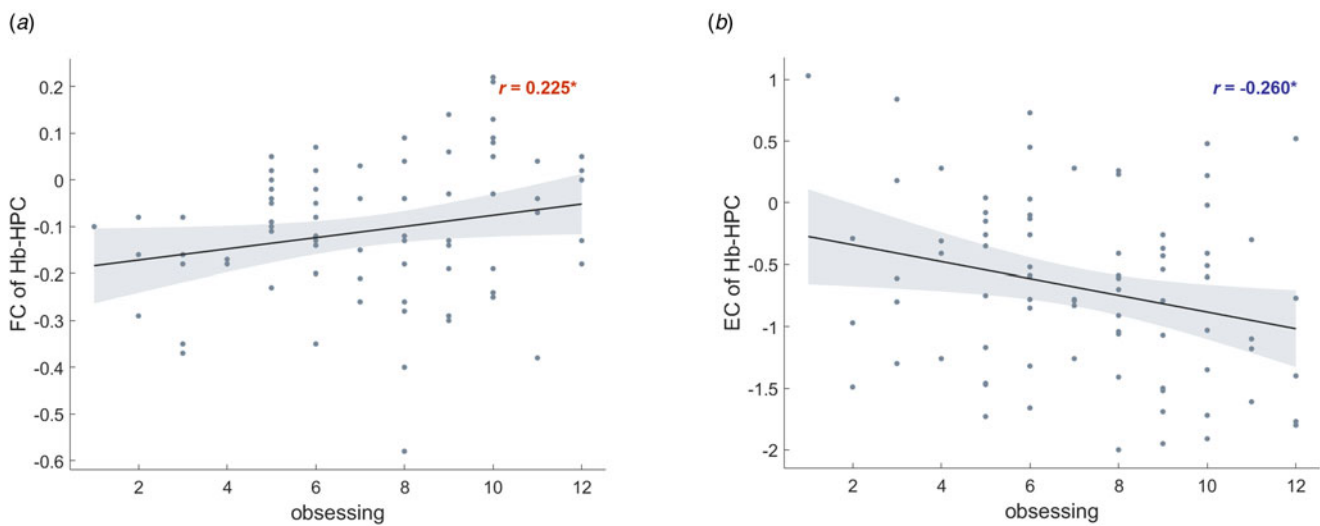 (a)
r = 0.225*
FC of Hb-HPC
0.2
0.1
0
-0.1
-0.2
-0.3
-0.4
-0.5
-0.6
2 4 6 8 10 12
obsessing
(b)
r = -0.260*
EC of Hb-HPC
1
0.5
0
-0.5
-1
-1.5
-2
2 4 6 8 10 12
obsessing